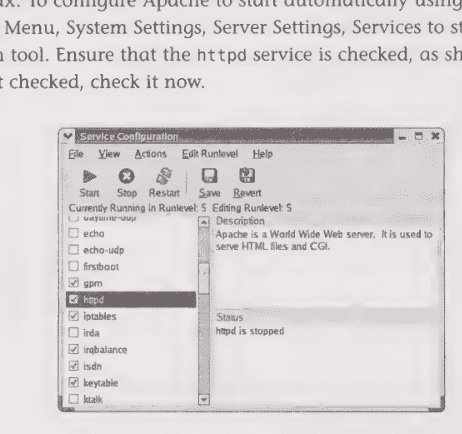 ux. To configure Apache to start automatically using
Menu, System Settings, Server Settings, Services to st
n tool. Ensure that the httpd service is checked, as sh
t checked, check it now.
Service Configuration
File View Actions Edit Runlevel Help
Start Stop Restart Save Revert
Currently Running in Runlevel: 5 Editing Runlevel: 5
daytime-udp
echo
echo-udp
firstboot
gpm
httpd
iptables
irda
irqbalance
isdn
keytable
ktalk
Description
Apache is a World Wide Web server. It is used to
serve HTML files and CGI.
Status
httpd is stopped